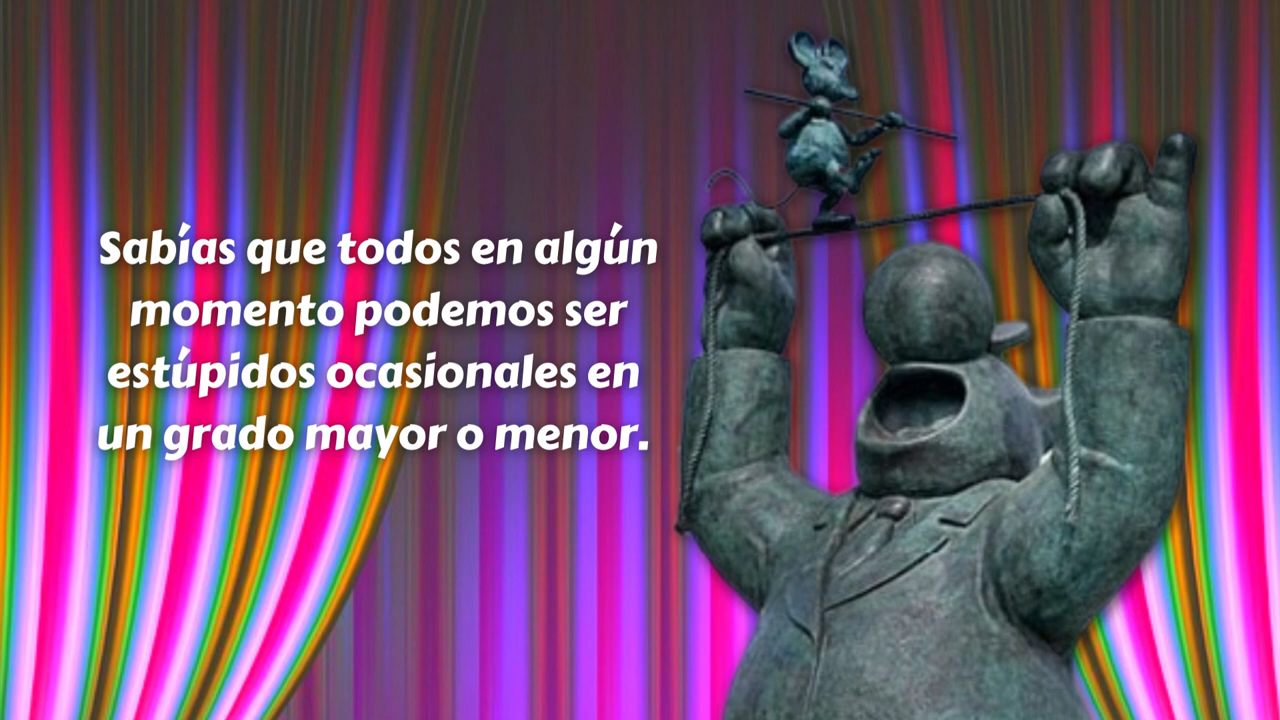 Sabías que todos en algún
momento podemos ser
estúpidos ocasionales en
un grado mayor o menor.